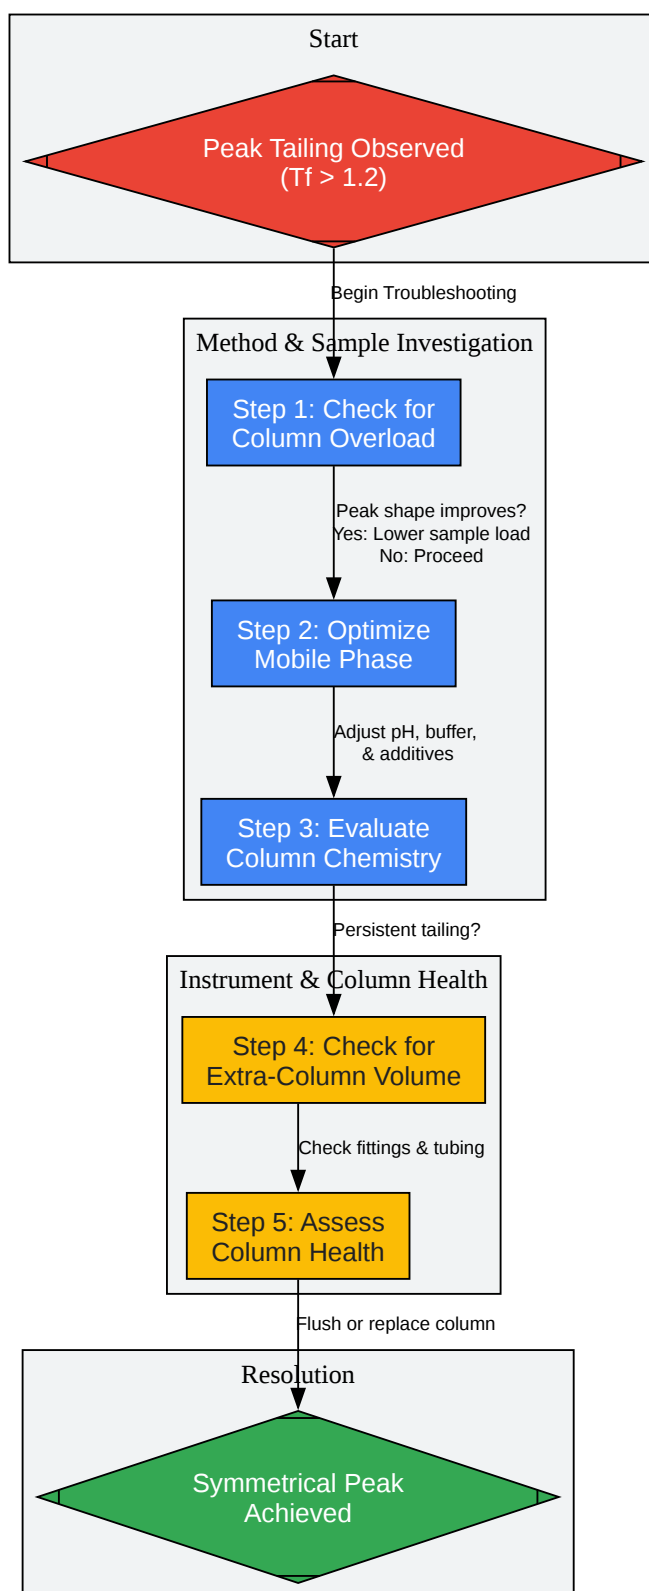 Start
Peak Tailing Observed
(Tf > 1.2)
Begin Troubleshooting
Method & Sample Investigation
Step 1: Check for
Column Overload
Peak shape improves?
Yes: Lower sample load
No: Proceed
Step 2: Optimize
Mobile Phase
Adjust pH, buffer,
& additives
Step 3: Evaluate
Column Chemistry
Persistent tailing?
Instrument & Column Health
Step 4: Check for
Extra-Column Volume
Check fittings & tubing
Step 5: Assess
Column Health
Flush or replace column
Resolution
Symmetrical Peak
Achieved